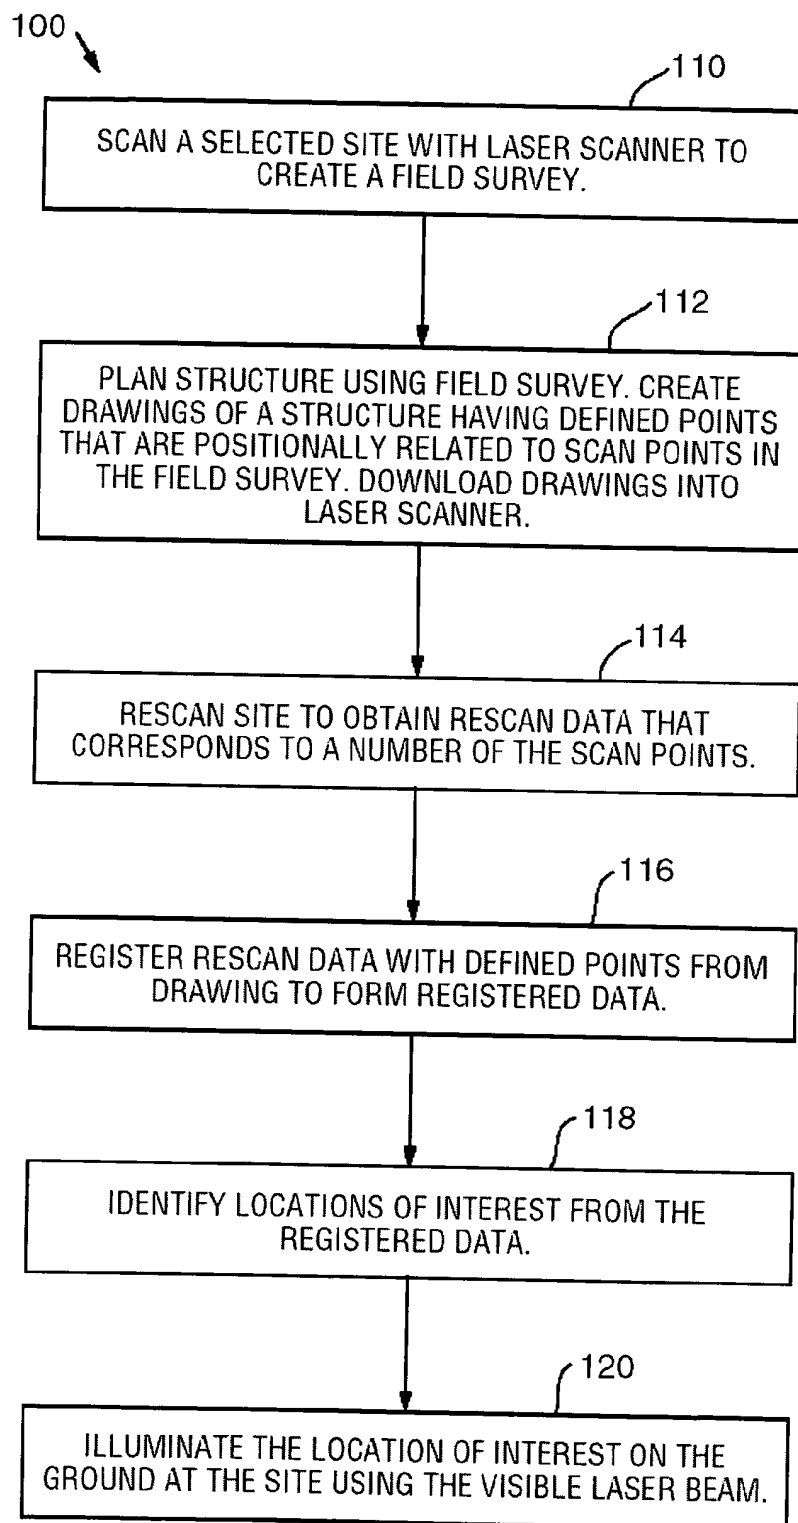 100
110
SCAN A SELECTED SITE WITH LASER SCANNER TO
CREATE A FIELD SURVEY.
112
PLAN STRUCTURE USING FIELD SURVEY. CREATE
DRAWINGS OF A STRUCTURE HAVING DEFINED POINTS
THAT ARE POSITIONALLY RELATED TO SCAN POINTS IN
THE FIELD SURVEY. DOWNLOAD DRAWINGS INTO
LASER SCANNER.
114
RESCAN SITE TO OBTAIN RESCAN DATA THAT
CORRESPONDS TO A NUMBER OF THE SCAN POINTS.
116
REGISTER RESCAN DATA WITH DEFINED POINTS FROM
DRAWING TO FORM REGISTERED DATA.
118
IDENTIFY LOCATIONS OF INTEREST FROM THE
REGISTERED DATA.
120
ILLUMINATE THE LOCATION OF INTEREST ON THE
GROUND AT THE SITE USING THE VISIBLE LASER BEAM.